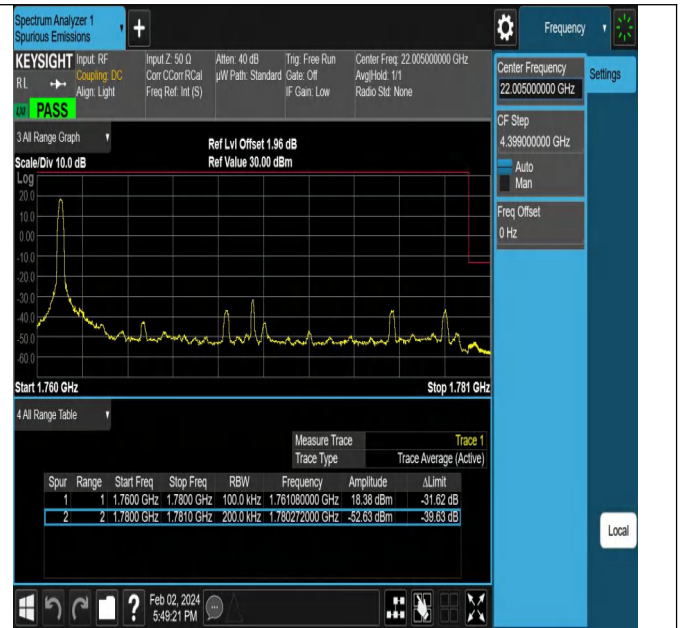 Spectrum Analyzer 1
Spurious Emissions
Frequency
KEYSIGHT Input: RF Input Z: 50 Ω Atten: 40 dB Trig: Free Run Center Freq: 22.005000000 GHz
RL Coupling: DC Corr CCorr RCal µW Path: Standard Gate: Off Avg|Hold: 1/1
Align: Light Freq Ref: Int (S) IF Gain: Low Radio Std: None
PASS
Center Frequency
22.005000000 GHz
Settings
CF Step
4.399000000 GHz
Auto
Man
Freq Offset
0 Hz
3 All Range Graph
Ref Lvl Offset 1.96 dB
Scale/Div 10.0 dB Ref Value 30.00 dBm
Log
20.0
10.0
0.00
-10.0
-20.0
-30.0
-40.0
-50.0
-60.0
Start 1.760 GHz Stop 1.781 GHz
4 All Range Table
Measure Trace Trace 1
Trace Type Trace Average (Active)
Spur Range Start Freq Stop Freq RBW Frequency Amplitude ΔLimit
1 1 1.7600 GHz 1.7800 GHz 100.0 kHz 1.761080000 GHz 18.38 dBm -31.62 dB
2 2 1.7800 GHz 1.7810 GHz 200.0 kHz 1.780272000 GHz -52.63 dBm -39.63 dB
Local
? Feb 02, 2024
5:49:21 PM